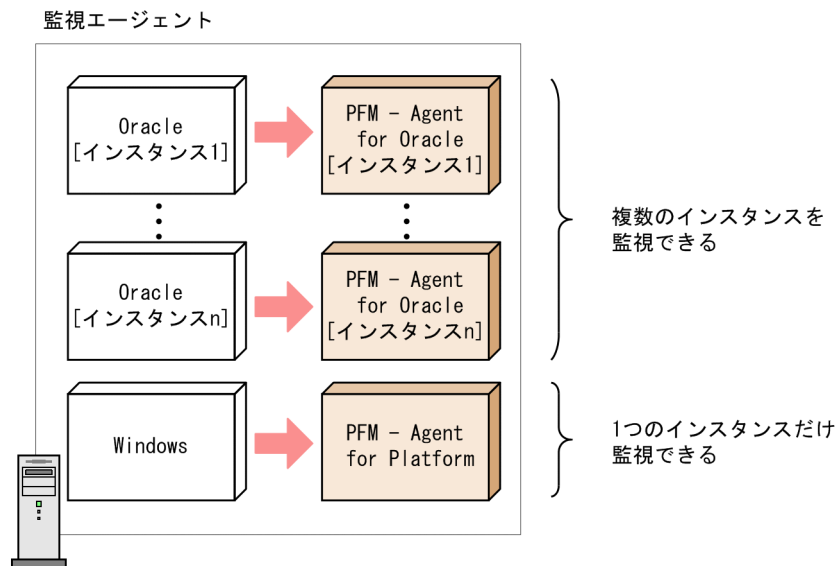 監視エージェント
Oracle
[インスタンス1]
PFM - Agent
for Oracle
[インスタンス1]
複数のインスタンスを
監視できる
Oracle
[インスタンスn]
PFM - Agent
for Oracle
[インスタンスn]
Windows
PFM - Agent
for Platform
1つのインスタンスだけ
監視できる